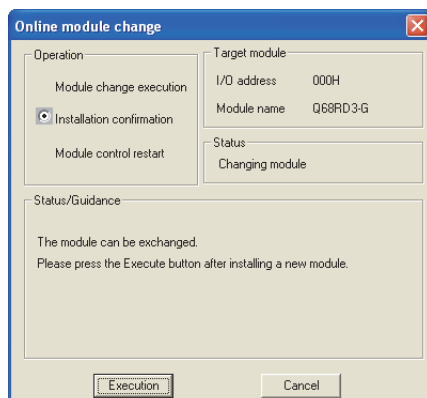 Online module change
Operation
Module change execution
Installation confirmation
Module control restart
Target module
I/O address 000H
Module name Q68RD3-G
Status
Changing module
Status/Guidance
The module can be exchanged.
Please press the Execute button after installing a new module.
Execution Cancel